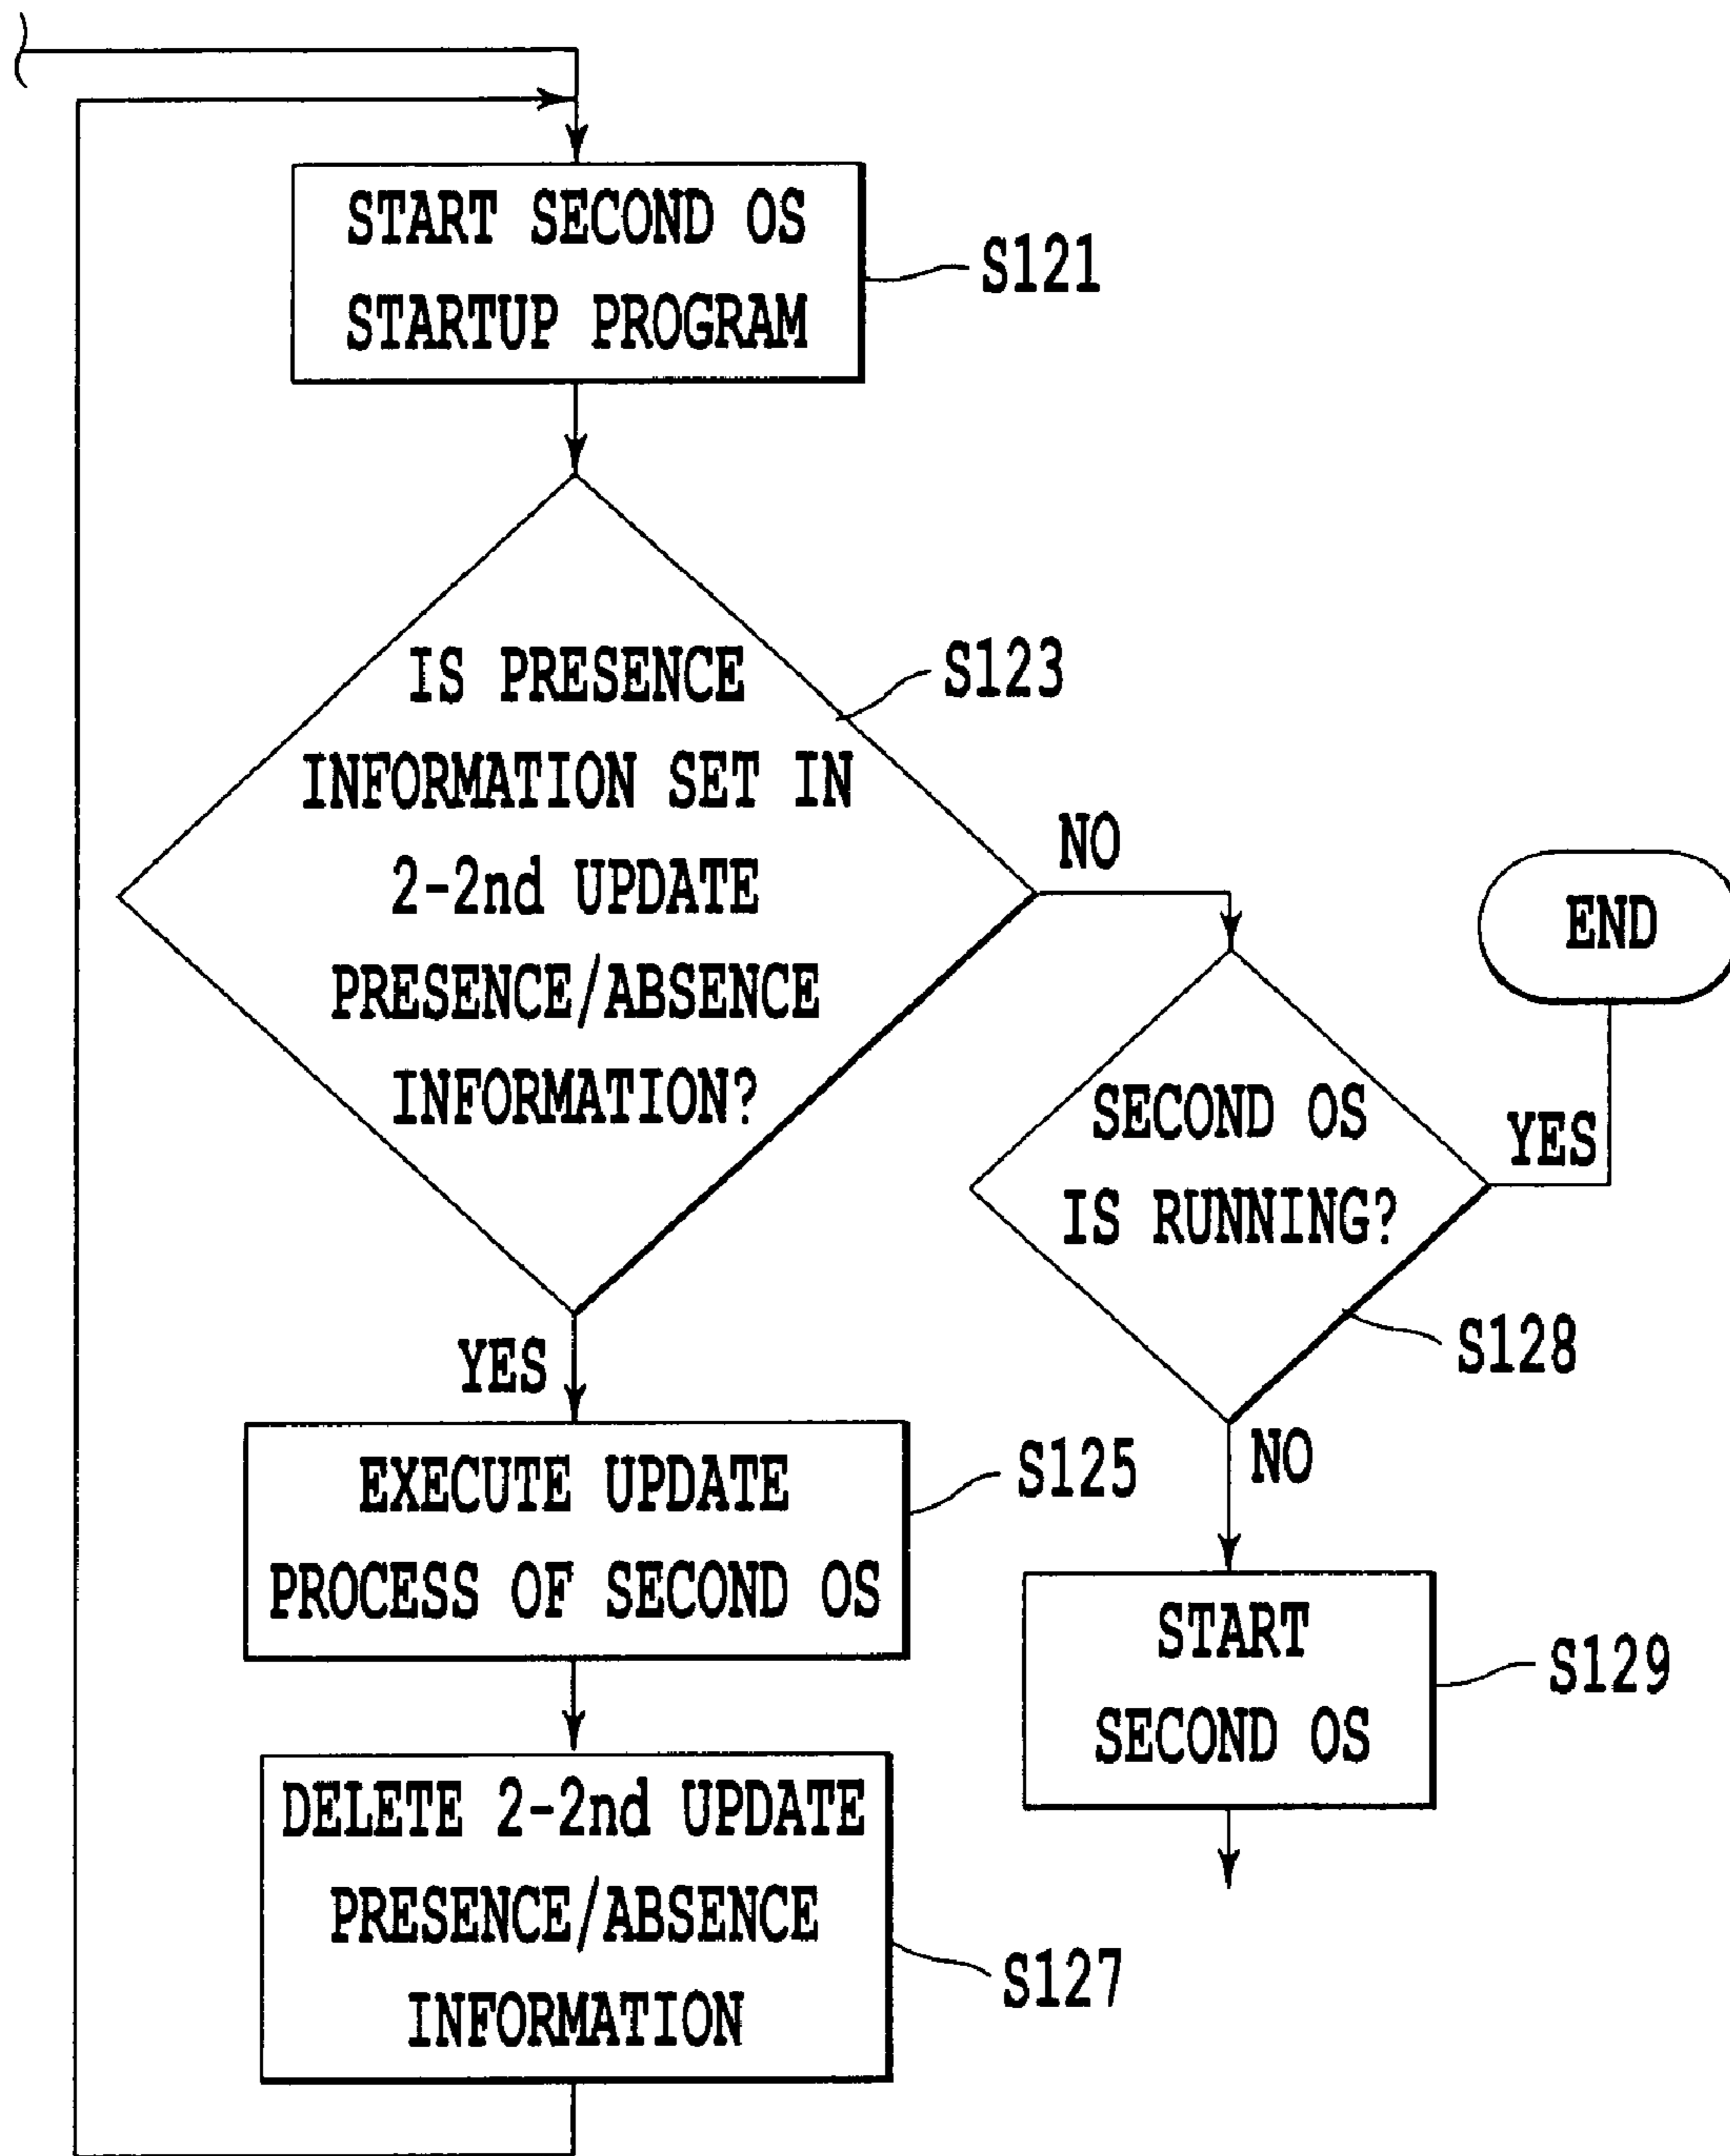 START SECOND OS
STARTUP PROGRAM
S121
IS PRESENCE
INFORMATION SET IN
2-2nd UPDATE
PRESENCE/ABSENCE
INFORMATION?
S123
NO
YES
END
SECOND OS
IS RUNNING?
YES
S128
NO
EXECUTE UPDATE
PROCESS OF SECOND OS
S125
START
SECOND OS
S129
DELETE 2-2nd UPDATE
PRESENCE/ABSENCE
INFORMATION
S127